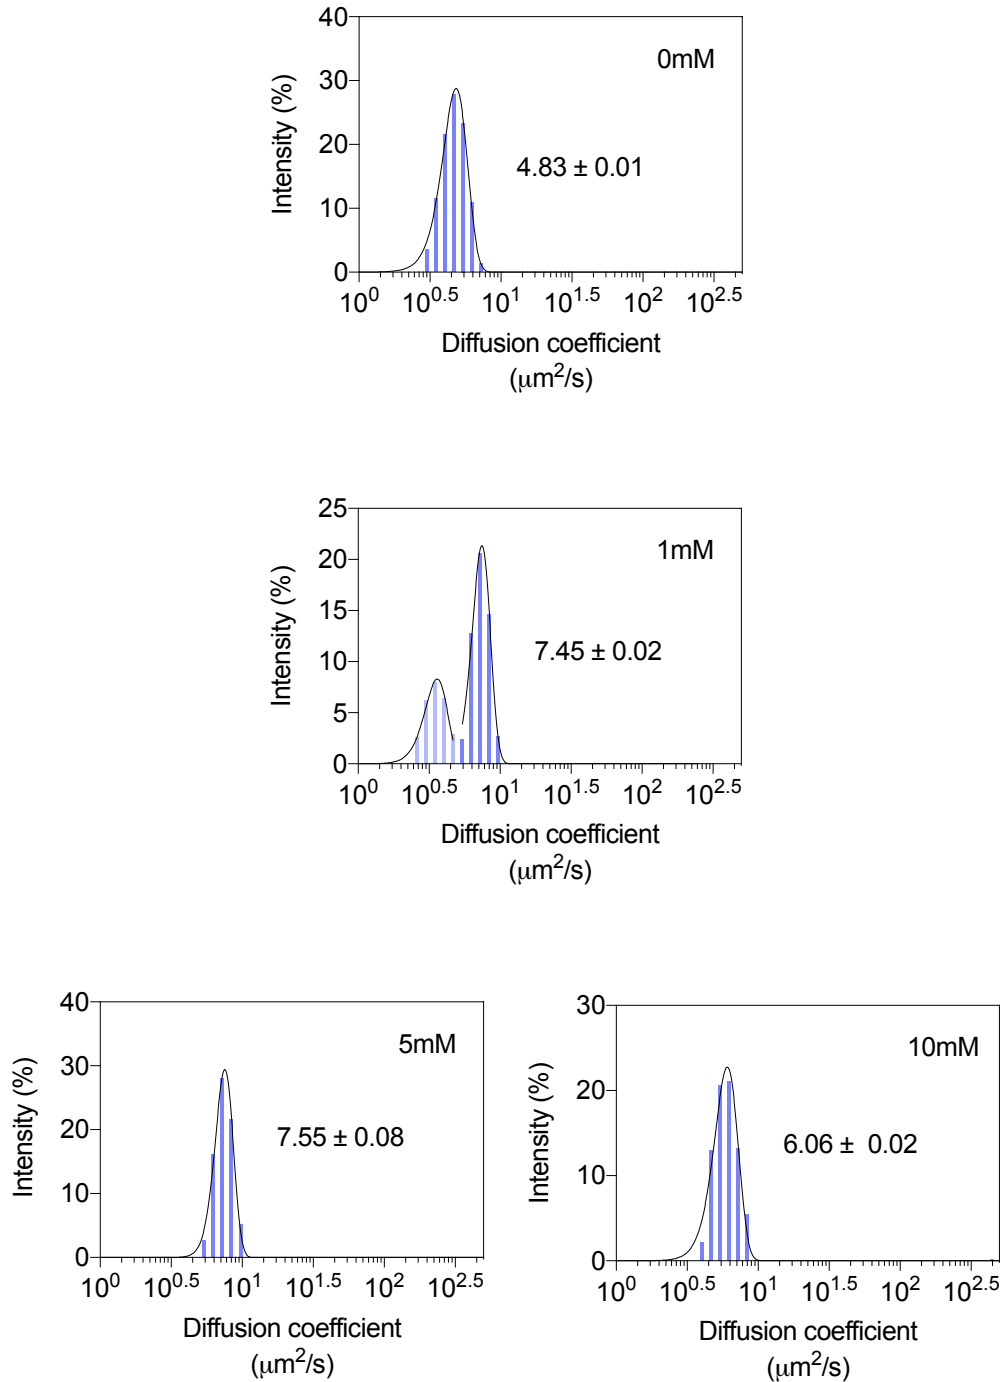 40
30
20
10
0
Intensity (%)
0mM
4.83 ± 0.01
10^0 10^0.5 10^1 10^1.5 10^2 10^2.5
Diffusion coefficient
(μm^2/s)
25
20
15
10
5
0
Intensity (%)
1mM
7.45 ± 0.02
10^0 10^0.5 10^1 10^1.5 10^2 10^2.5
Diffusion coefficient
(μm^2/s)
40
30
20
10
0
Intensity (%)
5mM
7.55 ± 0.08
10^0 10^0.5 10^1 10^1.5 10^2 10^2.5
Diffusion coefficient
(μm^2/s)
30
20
10
0
Intensity (%)
10mM
6.06 ± 0.02
10^0 10^0.5 10^1 10^1.5 10^2 10^2.5
Diffusion coefficient
(μm^2/s)